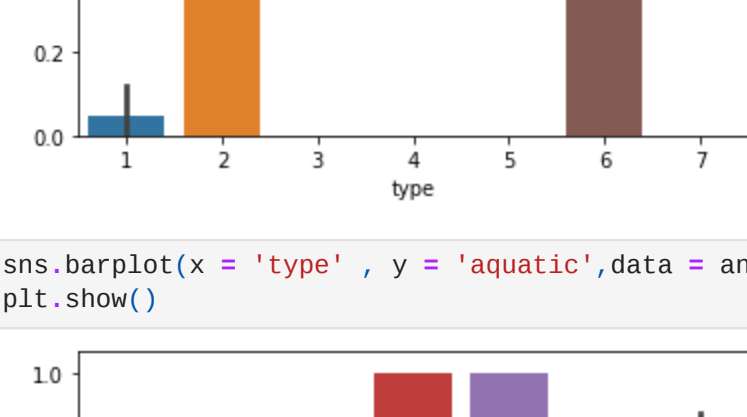 0.2
0.0
1 2 3 4 5 6 7
type
sns.barplot(x = 'type' , y = 'aquatic',data = an
plt.show()
1.0